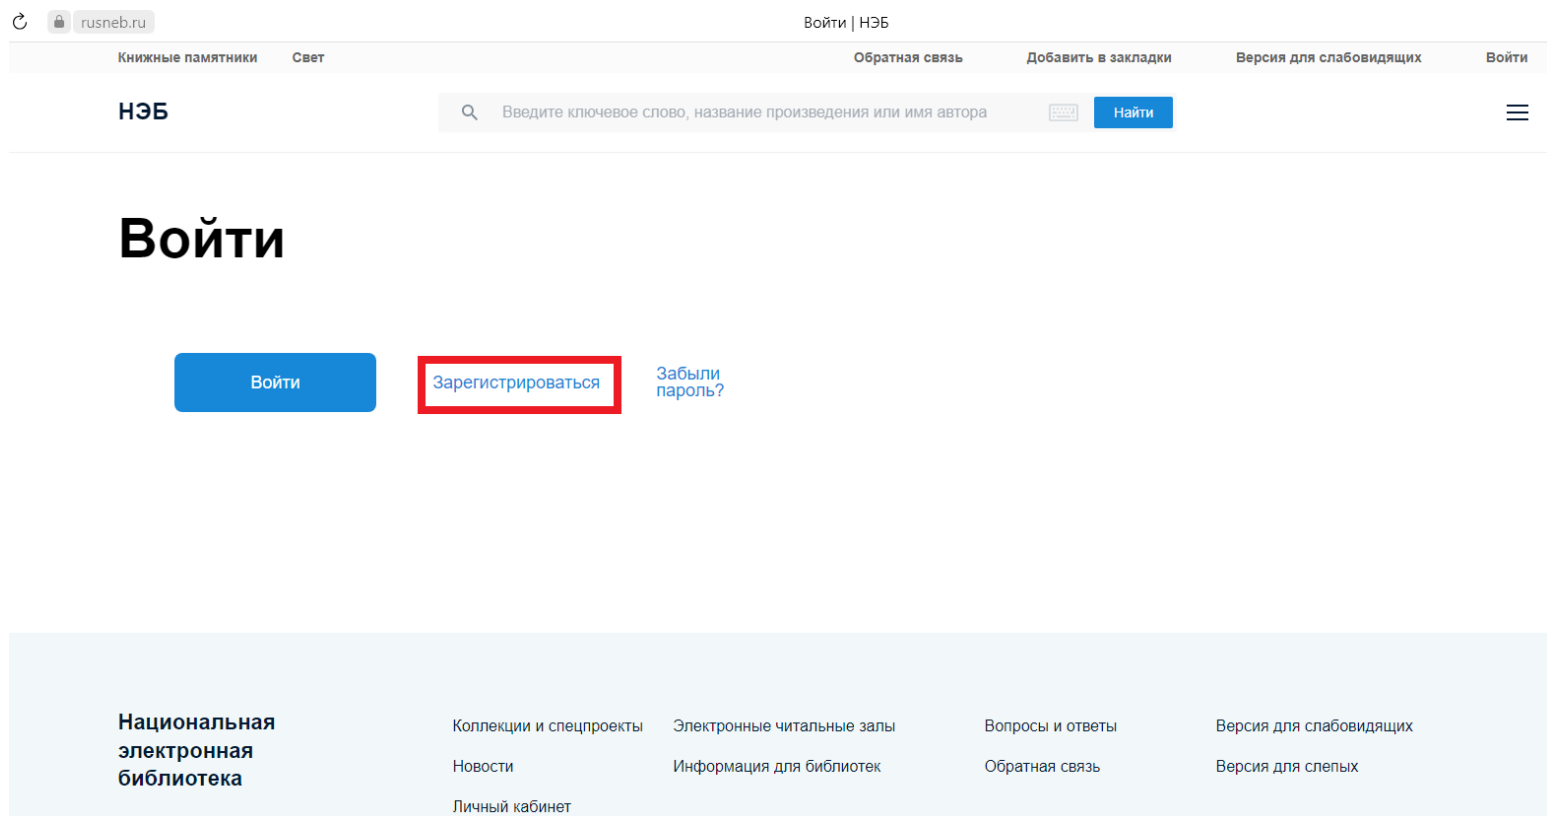 rusneb.ru
Войти | НЭБ
Книжные памятники Свет Обратная связь Добавить в закладки Версия для слабовидящих Войти
НЭБ Введите ключевое слово, название произведения или имя автора Найти
Войти
Войти Зарегистрироваться Забыли
пароль?
Национальная
электронная
библиотека
Коллекции и спецпроекты Электронные читальные залы Вопросы и ответы Версия для слабовидящих
Новости Информация для библиотек Обратная связь Версия для слепых
Личный кабинет